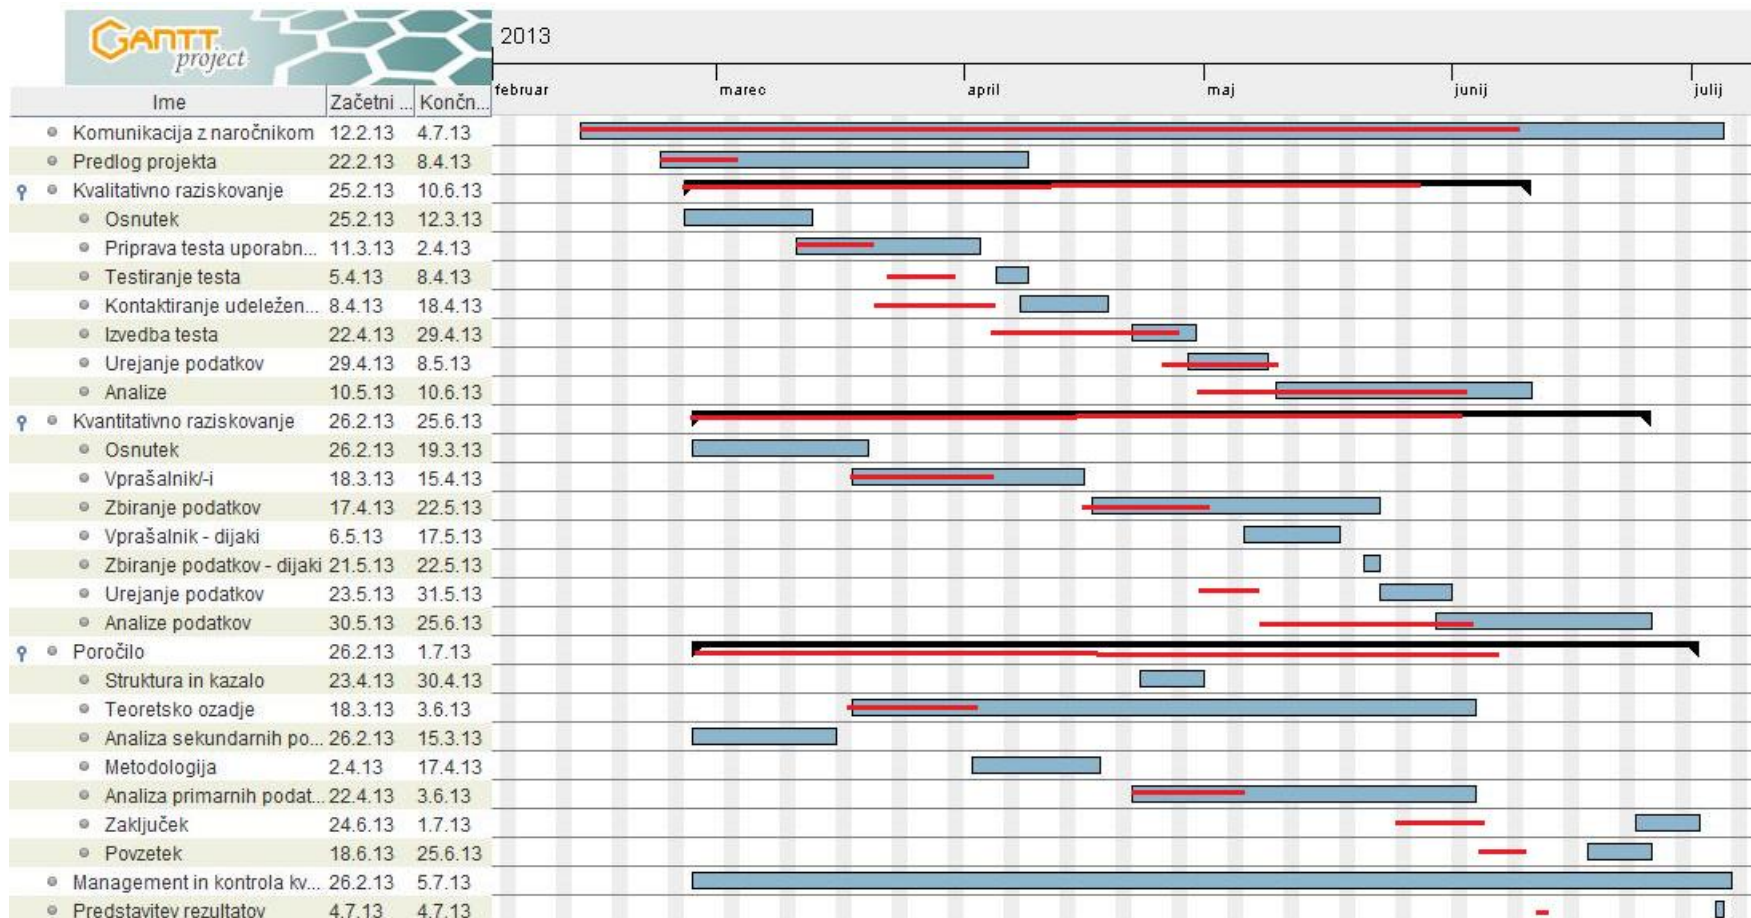 GANTT
project
2013
februar marec april maj junij julij
Ime Začetni ... Končn...
Komunikacija z naročnikom 12.2.13 4.7.13
Predlog projekta 22.2.13 8.4.13
Kvalitativno raziskovanje 25.2.13 10.6.13
Osnutek 25.2.13 12.3.13
Priprava testa uporabn... 11.3.13 2.4.13
Testiranje testa 5.4.13 8.4.13
Kontaktiranje udeležen... 8.4.13 18.4.13
Izvedba testa 22.4.13 29.4.13
Urejanje podatkov 29.4.13 8.5.13
Analize 10.5.13 10.6.13
Kvantitativno raziskovanje 26.2.13 25.6.13
Osnutek 26.2.13 19.3.13
Vprašalnik/-i 18.3.13 15.4.13
Zbiranje podatkov 17.4.13 22.5.13
Vprašalnik - dijaki 6.5.13 17.5.13
Zbiranje podatkov - dijaki 21.5.13 22.5.13
Urejanje podatkov 23.5.13 31.5.13
Analize podatkov 30.5.13 25.6.13
Poročilo 26.2.13 1.7.13
Struktura in kazalo 23.4.13 30.4.13
Teoretsko ozadje 18.3.13 3.6.13
Analiza sekundarnih po... 26.2.13 15.3.13
Metodologija 2.4.13 17.4.13
Analiza primarnih podat... 22.4.13 3.6.13
Zaključek 24.6.13 1.7.13
Povzetek 18.6.13 25.6.13
Management in kontrola kv... 26.2.13 5.7.13
Predstavitev rezultatov 4.7.13 4.7.13